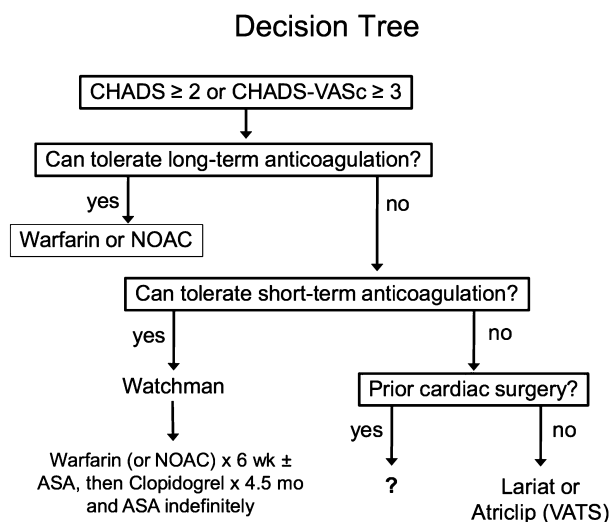 Decision Tree
CHADS ≥ 2 or CHADS-VASc ≥ 3
Can tolerate long-term anticoagulation?
yes
no
Warfarin or NOAC
Can tolerate short-term anticoagulation?
yes
no
Watchman
Prior cardiac surgery?
Warfarin (or NOAC) x 6 wk ±
ASA, then Clopidogrel x 4.5 mo
and ASA indefinitely
yes
no
?
Lariat or
Atriclip (VATS)